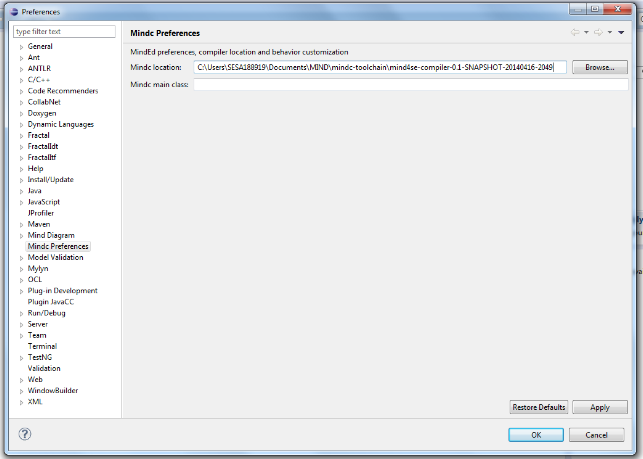 Preferences
type filter text
General
Ant
ANTLR
C/C++
Code Recommenders
CollabNet
Doxygen
Dynamic Languages
Fractal
FractalIdt
FractalItf
Help
Install/Update
Java
JavaScript
JProfiler
Maven
Mind Diagram
Mindc Preferences
Model Validation
Mylyn
OCL
Plug-in Development
Plugin JavaCC
Run/Debug
Server
Team
Terminal
TestNG
Validation
Web
WindowBuilder
XML
Mindc Preferences
MindEd preferences, compiler location and behavior customization
Mindc location: C:\Users\SESA188919\Documents\MIND\mindc-toolchain\mind4se-compiler-0.1-SNAPSHOT-20140416-2049 Browse...
Mindc main class:
Restore Defaults Apply
OK Cancel